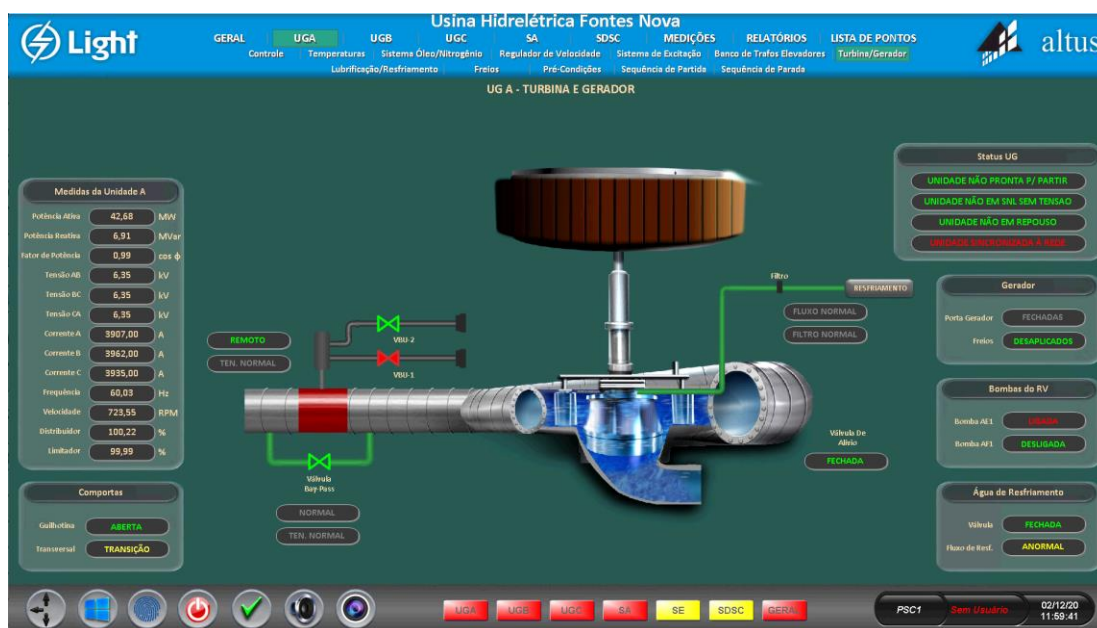 Light
Usina Hidrelétrica Fontes Nova
GERAL UGA UGB UGC SA SDSC MEDIÇÕES RELATÓRIOS LISTA DE PONTOS
Controle Temperaturas Sistema Óleo/Nitrogênio Regulador de Velocidade Sistema de Excitação Banco de Trafos Elevadores Turbina/Gerador
Lubrificação/Resfriamento Freios Pré-Condições Sequência de Partida Sequência de Parada
altus
UG A - TURBINA E GERADOR
Medidas da Unidade A
Potência Ativa 42,68 MW
Potência Reativa 6,91 MVar
Fator de Potência 0,99 cos ϕ
Tensão AB 6,35 kV
Tensão BC 6,35 kV
Tensão CA 6,35 kV
Corrente A 3907,00 A
Corrente B 3962,00 A
Corrente C 3935,00 A
Frequência 60,03 Hz
Velocidade 723,55 RPM
Distribuidor 100,22 %
Limitador 99,99 %
Comportas
Guilhotina ABERTA
Transversal TRANSIÇÃO
REMOTO
TEN. NORMAL
VBU-2
VBU-1
Válvula
Bay-Pass
NORMAL
TEN. NORMAL
Filtro
RESFRIAMENTO
FLUXO NORMAL
FILTRO NORMAL
Válvula De
Alívio
FECHADA
Status UG
UNIDADE NÃO PRONTA P/ PARTIR
UNIDADE NÃO EM SNL SEM TENSAO
UNIDADE NÃO EM REPOUSO
UNIDADE SINCRONIZADA À REDE
Gerador
Porta Gerador FECHADAS
Freios DESAPLICADOS
Bombas do RV
Bomba AE1 LIGADA
Bomba AF1 DESLIGADA
Água de Resfriamento
Válvula FECHADA
Fluxo de Resf. ANORMAL
UGA UGB UGC SA SE SDSC GERAL
PSC1 Sem Usuário 02/12/20
11:59:41